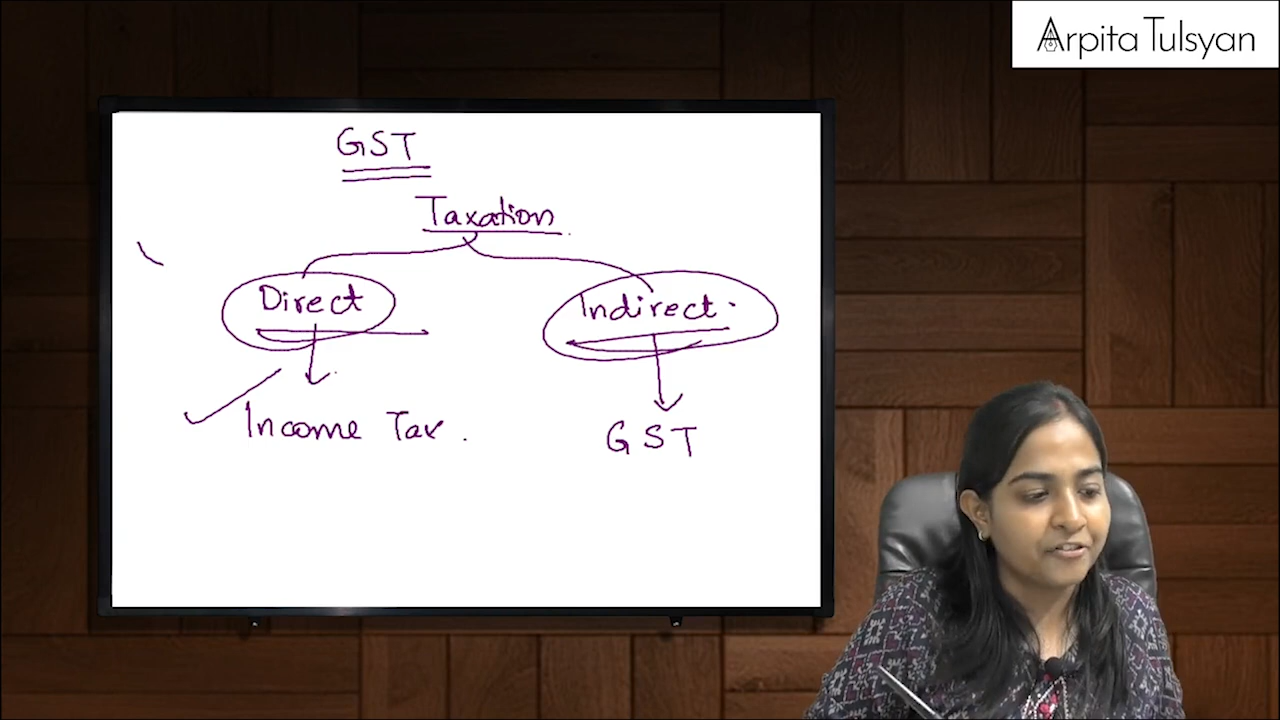 Arpita Tulsyan
GST
Taxation
Direct
Indirect.
Income Tax.
GST